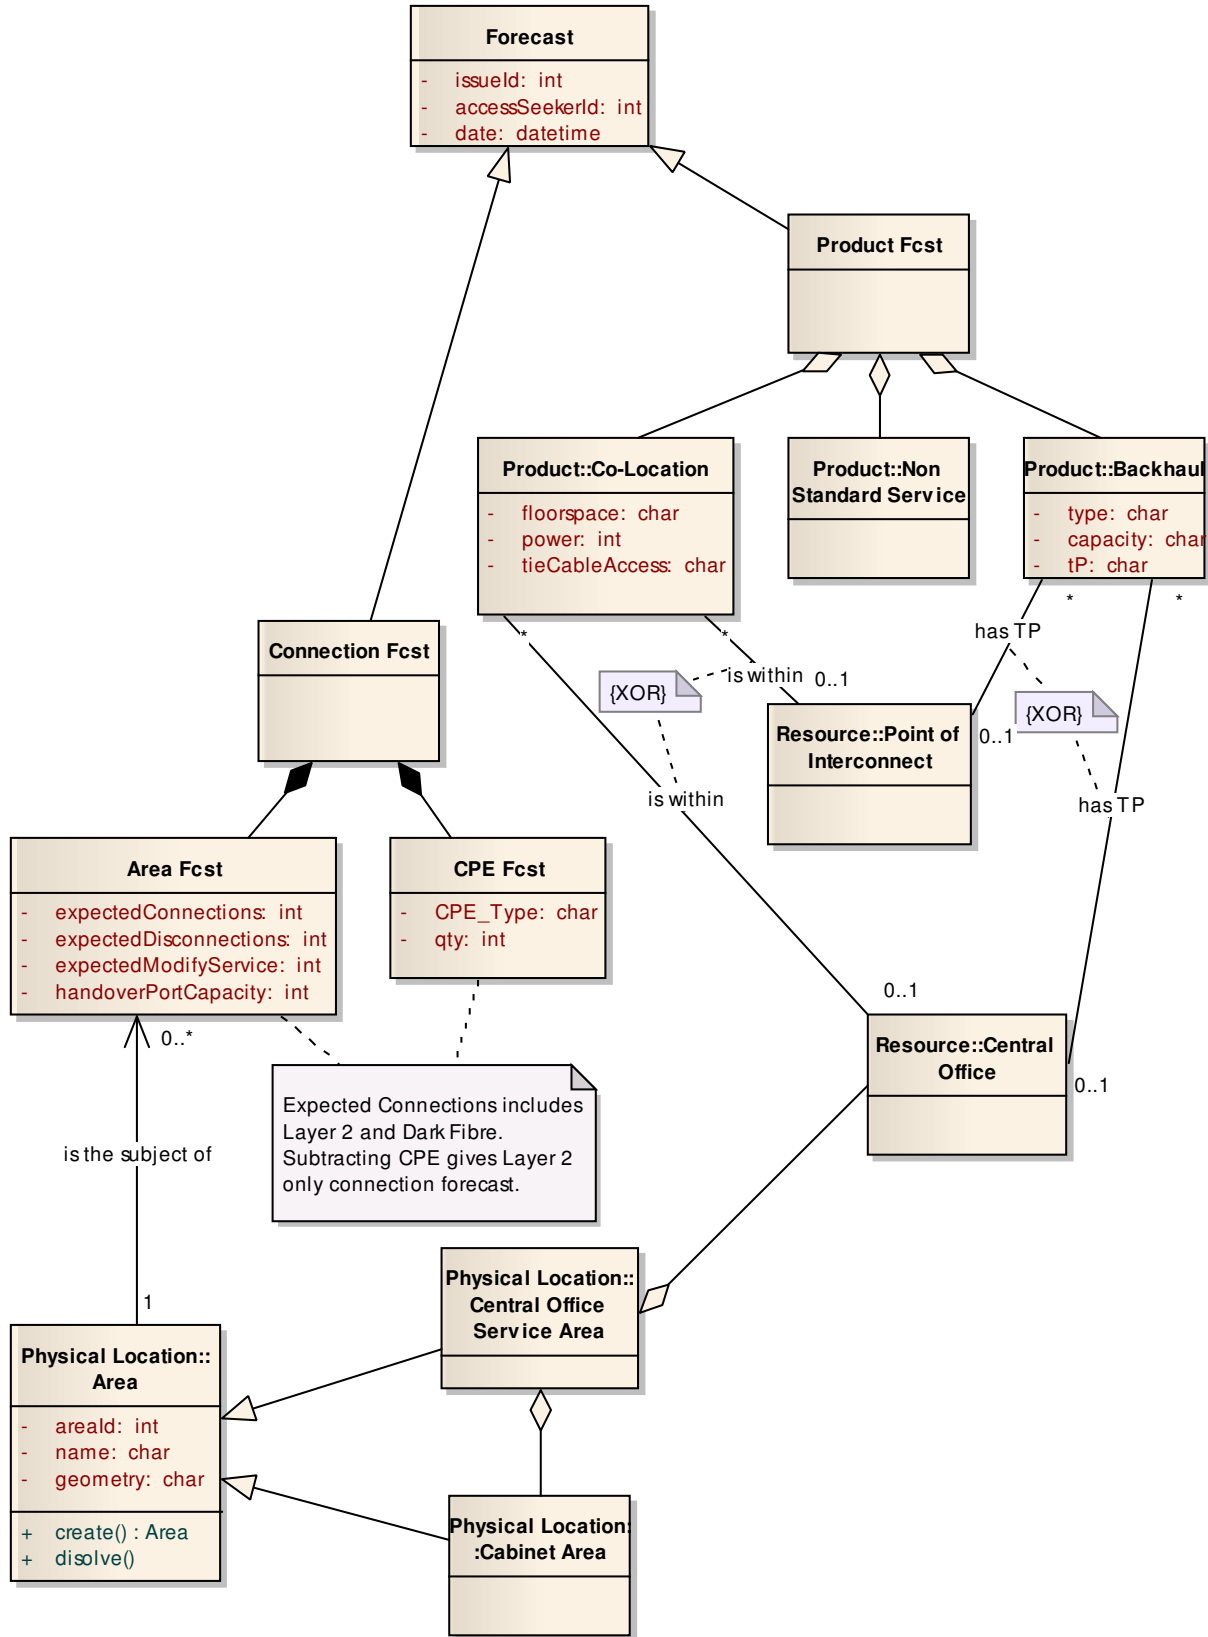 Forecast
- issueId: int
- accessSeekerId: int
- date: datetime
Product Fcst
Product::Co-Location
- floorspace: char
- power: int
- tieCableAccess: char
Product::Non
Standard Service
Product::Backhaul
- type: char
- capacity: char
- tP: char
*
*
has TP
*
*
Connection Fcst
is within
0..1
{XOR}
{XOR}
Resource::Point of
Interconnect
0..1
is within
has TP
Area Fcst
- expectedConnections: int
- expectedDisconnections: int
- expectedModifyService: int
- handoverPortCapacity: int
CPE Fcst
- CPE_Type: char
- qty: int
0..1
0..*
Resource::Central
Office
0..1
Expected Connections includes
Layer 2 and Dark Fibre.
Subtracting CPE gives Layer 2
only connection forecast.
is the subject of
1
Physical Location::
Central Office
Service Area
Physical Location::
Area
- areaId: int
- name: char
- geometry: char
+ create() : Area
+ disolve()
Physical Location:
:Cabinet Area